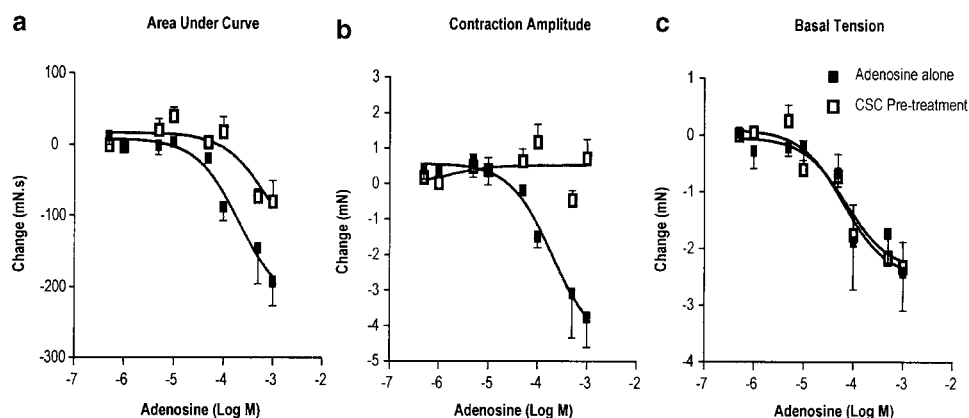 a
Area Under Curve
100
0
-100
-200
-300
Change (mN.s)
-7 -6 -5 -4 -3 -2
Adenosine (Log M)
b
Contraction Amplitude
3
2
1
0
-1
-2
-3
-4
-5
Change (mN)
-7 -6 -5 -4 -3 -2
Adenosine (Log M)
c
Basal Tension
Adenosine alone
CSC Pre-treatment
1
0
-1
-2
-3
-4
Change (mN)
-7 -6 -5 -4 -3 -2
Adenosine (Log M)